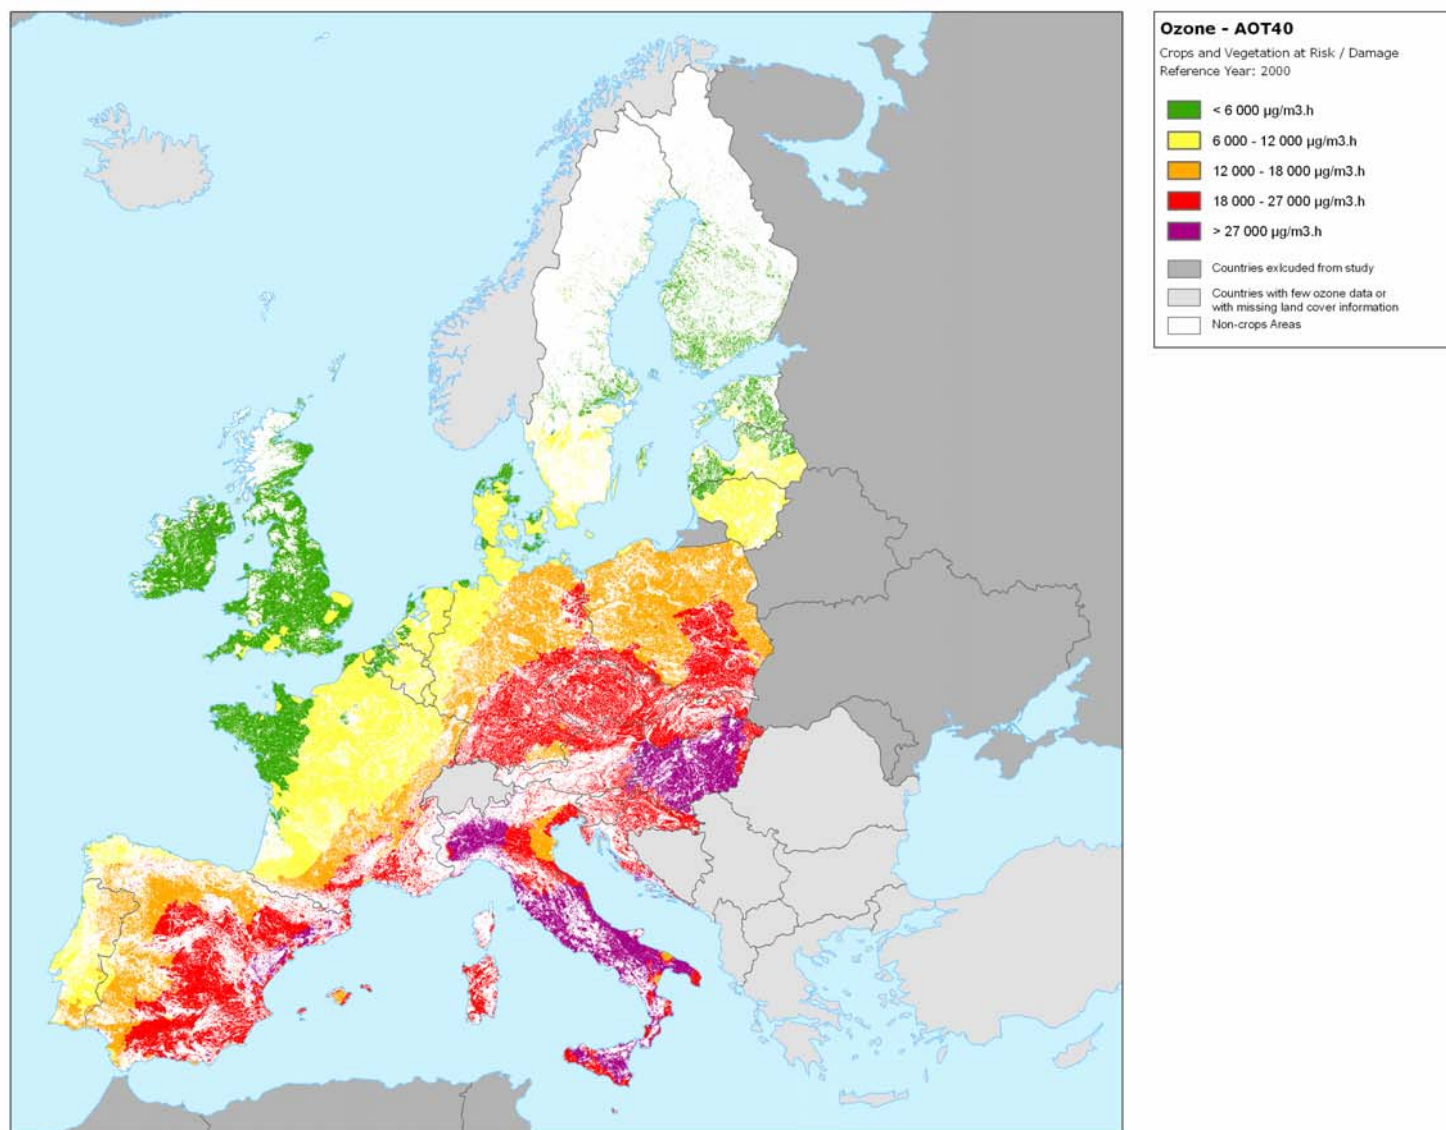 Ozone - AOT40
Crops and Vegetation at Risk / Damage
Reference Year: 2000
< 6 000 µg/m3.h
6 000 - 12 000 µg/m3.h
12 000 - 18 000 µg/m3.h
18 000 - 27 000 µg/m3.h
> 27 000 µg/m3.h
Countries exlcuded from study
Countries with few ozone data or
with missing land cover information
Non-crops Areas